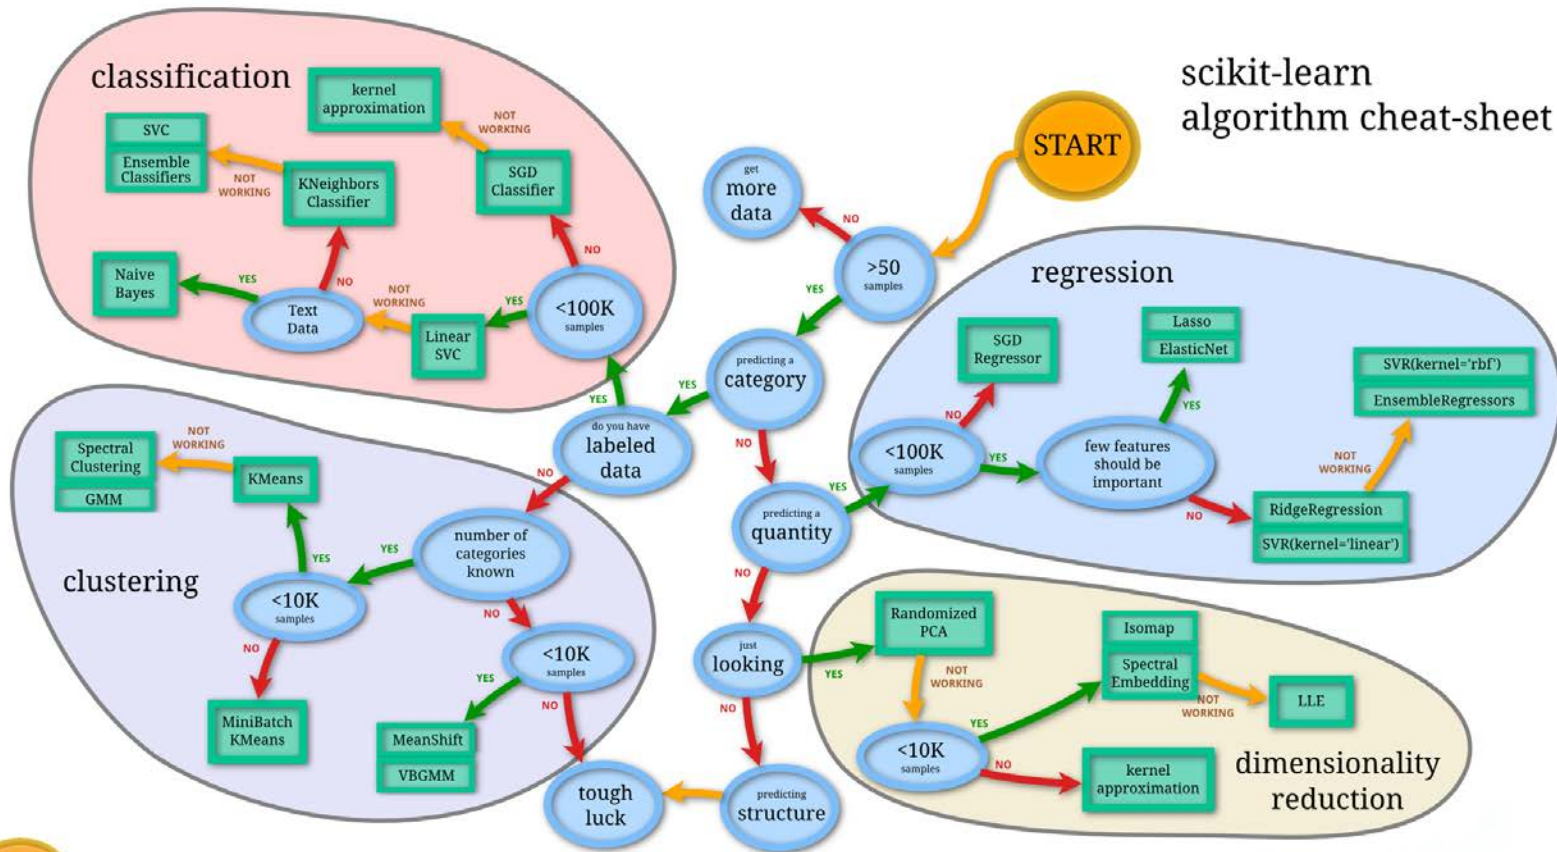 scikit-learn
algorithm cheat-sheet
START
classification
kernel
approximation
NOT
WORKING
SVC
Ensemble
Classifiers
NOT
WORKING
KNeighbors
Classifier
SGD
Classifier
NO
Naive
Bayes
YES
Text
Data
NO
NOT
WORKING
Linear
SVC
YES
<100K
samples
YES
get
more
data
NO
>50
samples
YES
predicting a
category
YES
do you have
labeled
data
NO
NO
predicting a
quantity
YES
NO
just
looking
YES
NO
predicting
structure
tough
luck
regression
SGD
Regressor
NO
<100K
samples
YES
Lasso
ElasticNet
YES
few features
should be
important
NO
SVR(kernel='rbf')
EnsembleRegressors
NOT
WORKING
RidgeRegression
SVR(kernel='linear')
clustering
Spectral
Clustering
GMM
NOT
WORKING
KMeans
YES
<10K
samples
NO
MiniBatch
KMeans
YES
number of
categories
known
NO
<10K
samples
YES
NO
MeanShift
VBGMM
dimensionality
reduction
Randomized
PCA
NOT
WORKING
<10K
samples
YES
NO
Isomap
Spectral
Embedding
NOT
WORKING
LLE
kernel
approximation